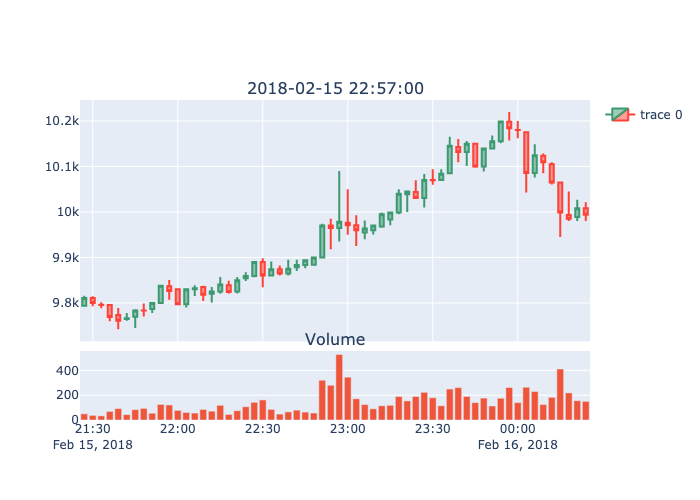 2018-02-15 22:57:00
trace 0
10.2k
10.1k
10k
9.9k
9.8k
Volume
400
200
0
21:30 22:00 22:30 23:00 23:30 00:00
Feb 15, 2018 Feb 16, 2018